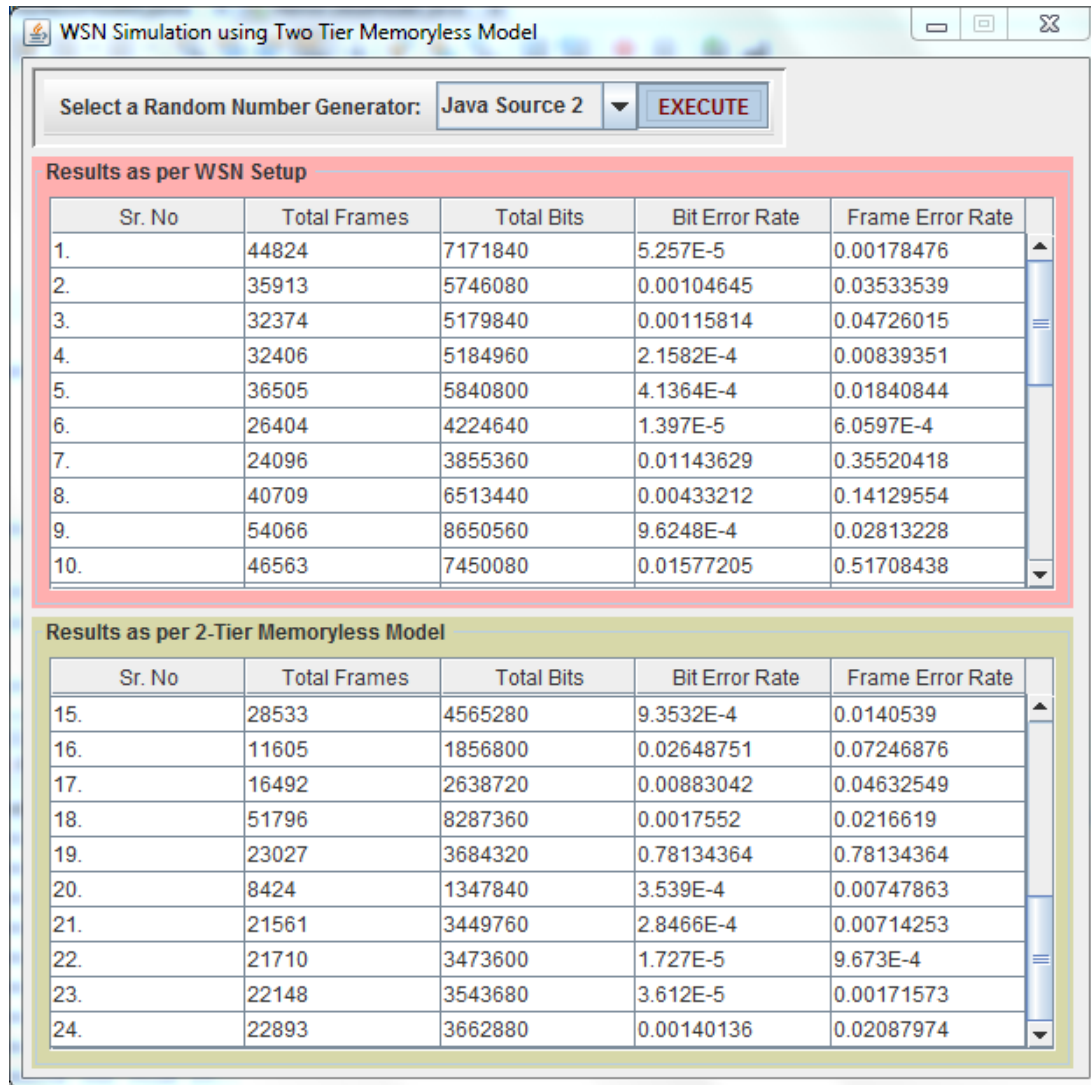 WSN Simulation using Two Tier Memoryless Model
Select a Random Number Generator: Java Source 2 EXECUTE
Results as per WSN Setup
Sr. No Total Frames Total Bits Bit Error Rate Frame Error Rate
1. 44824 7171840 5.257E-5 0.00178476
2. 35913 5746080 0.00104645 0.03533539
3. 32374 5179840 0.00115814 0.04726015
4. 32406 5184960 2.1582E-4 0.00839351
5. 36505 5840800 4.1364E-4 0.01840844
6. 26404 4224640 1.397E-5 6.0597E-4
7. 24096 3855360 0.01143629 0.35520418
8. 40709 6513440 0.00433212 0.14129554
9. 54066 8650560 9.6248E-4 0.02813228
10. 46563 7450080 0.01577205 0.51708438
Results as per 2-Tier Memoryless Model
Sr. No Total Frames Total Bits Bit Error Rate Frame Error Rate
15. 28533 4565280 9.3532E-4 0.0140539
16. 11605 1856800 0.02648751 0.07246876
17. 16492 2638720 0.00883042 0.04632549
18. 51796 8287360 0.0017552 0.0216619
19. 23027 3684320 0.78134364 0.78134364
20. 8424 1347840 3.539E-4 0.00747863
21. 21561 3449760 2.8466E-4 0.00714253
22. 21710 3473600 1.727E-5 9.673E-4
23. 22148 3543680 3.612E-5 0.00171573
24. 22893 3662880 0.00140136 0.02087974